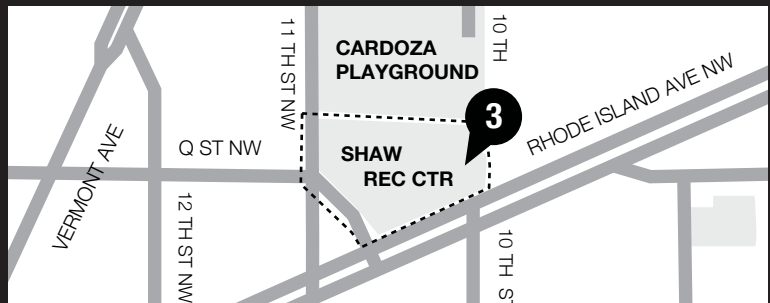 11 TH ST NW
10 TH
CARDOZA
PLAYGROUND
3
RHODE ISLAND AVE NW
Q ST NW
SHAW
REC CTR
VERMONT AVE
12 TH ST NW
10 TH